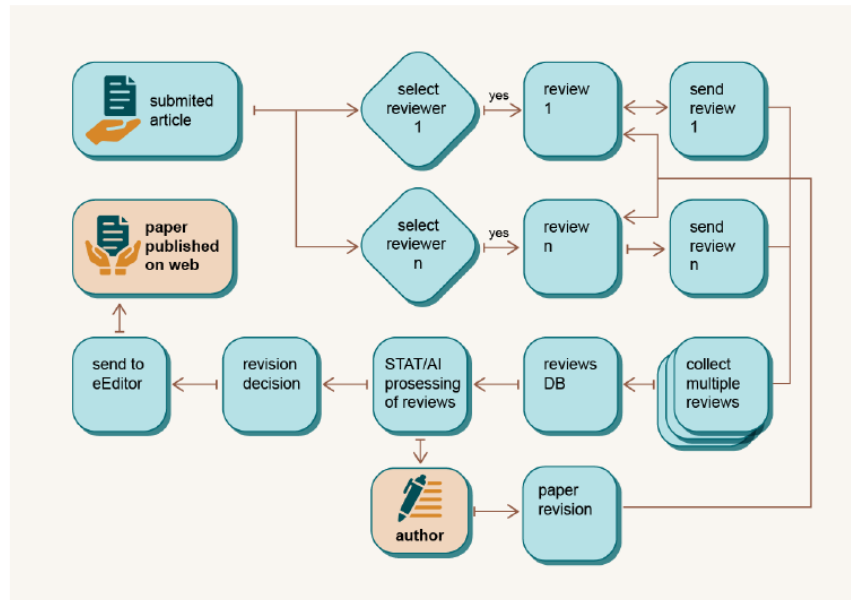 submited
article
select
reviewer
1
yes
review
1
send
review
1
paper
published
on web
select
reviewer
n
yes
review
n
send
review
n
send to
eEditor
revision
decision
STAT/AI
prosessing
of reviews
reviews
DB
collect
multiple
reviews
author
paper
revision